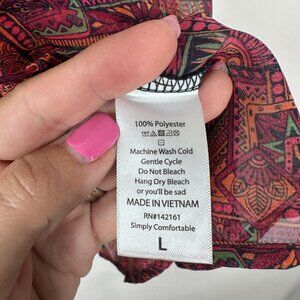 100% Polyester
Machine Wash Cold
Gentle Cycle
Do Not Bleach
Hang Dry Bleach
or you'll be sad
MADE IN VIETNAM
RN#142161
Simply Comfortable
L